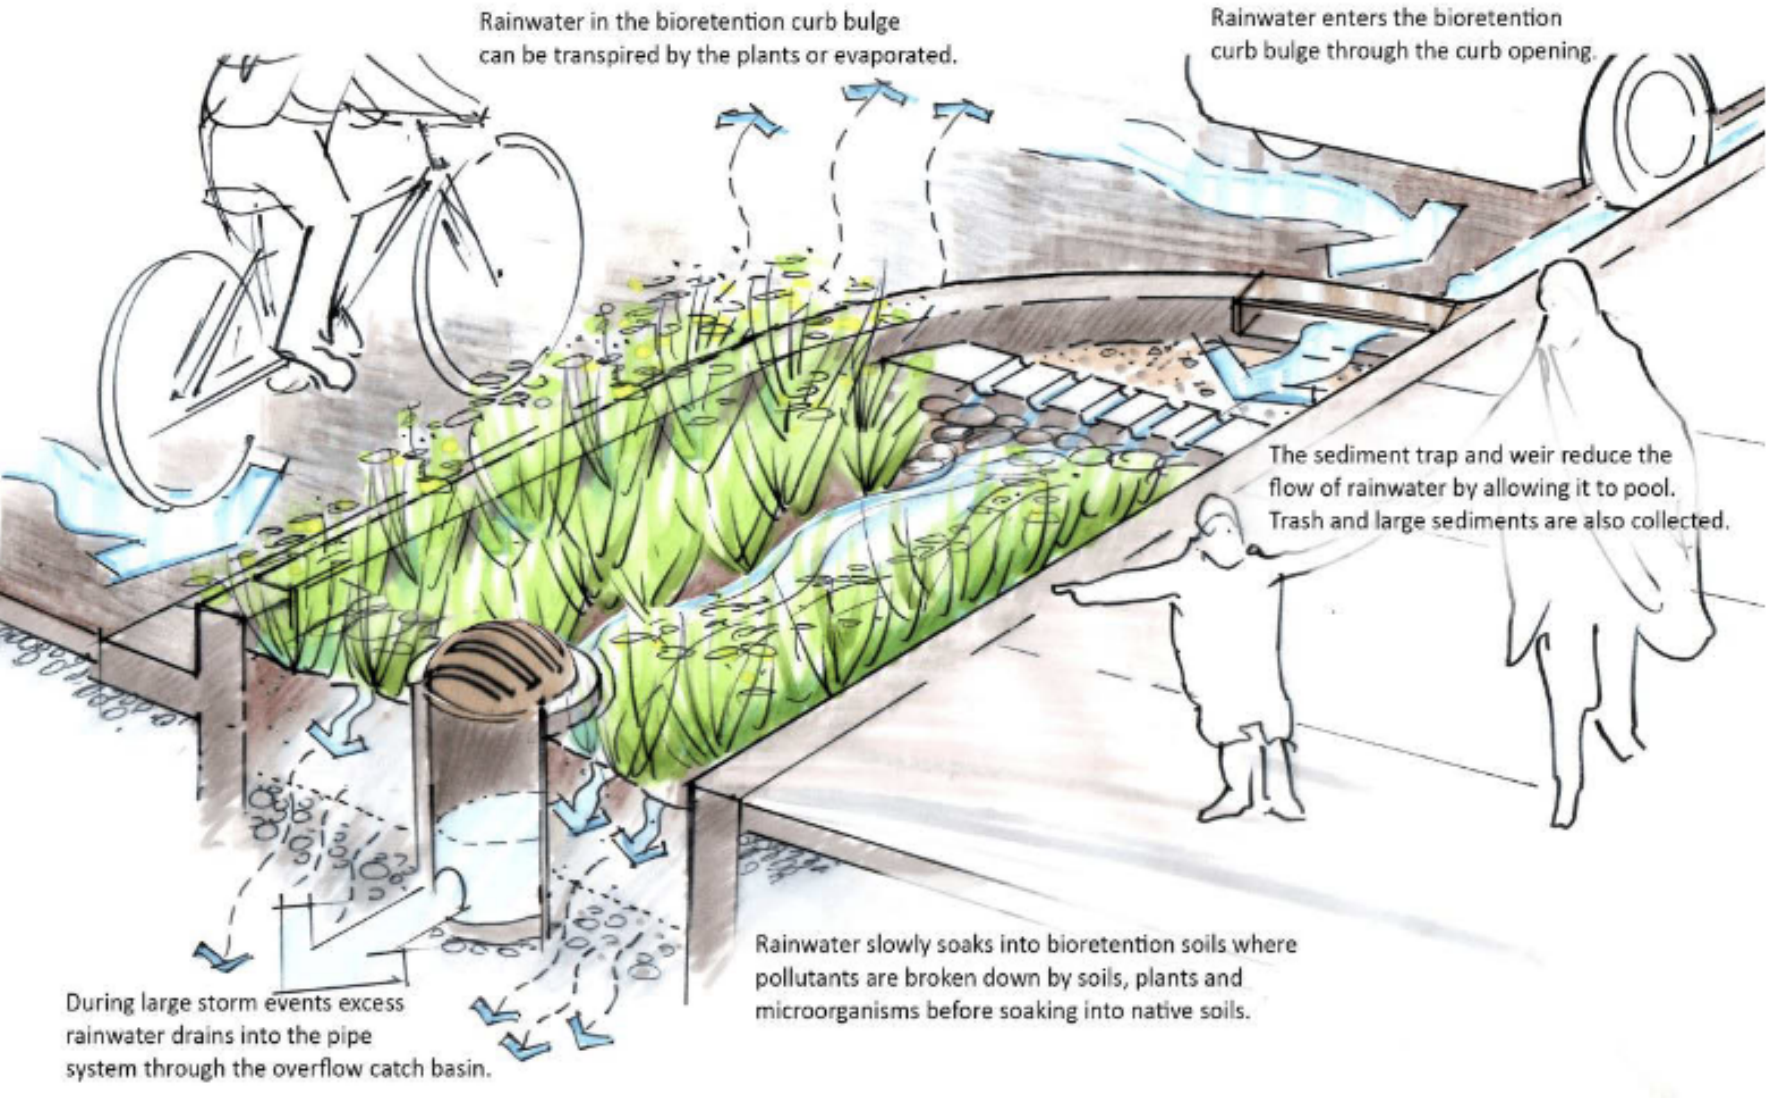 Rainwater in the bioretention curb bulge
can be transpired by the plants or evaporated.
Rainwater enters the bioretention
curb bulge through the curb opening.
The sediment trap and weir reduce the
flow of rainwater by allowing it to pool.
Trash and large sediments are also collected.
Rainwater slowly soaks into bioretention soils where
pollutants are broken down by soils, plants and
microorganisms before soaking into native soils.
During large storm events excess
rainwater drains into the pipe
system through the overflow catch basin.